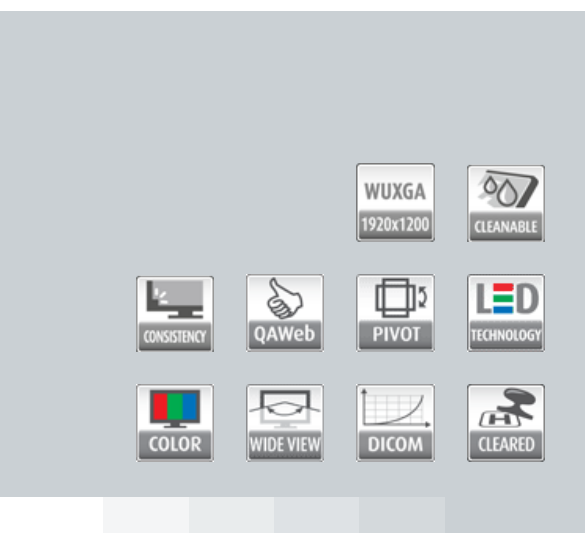 WUXGA
1920x1200
CLEANABLE
CONSISTENCY
QAWeb
PIVOT
LED
TECHNOLOGY
COLOR
WIDE VIEW
DICOM
H
CLEARED